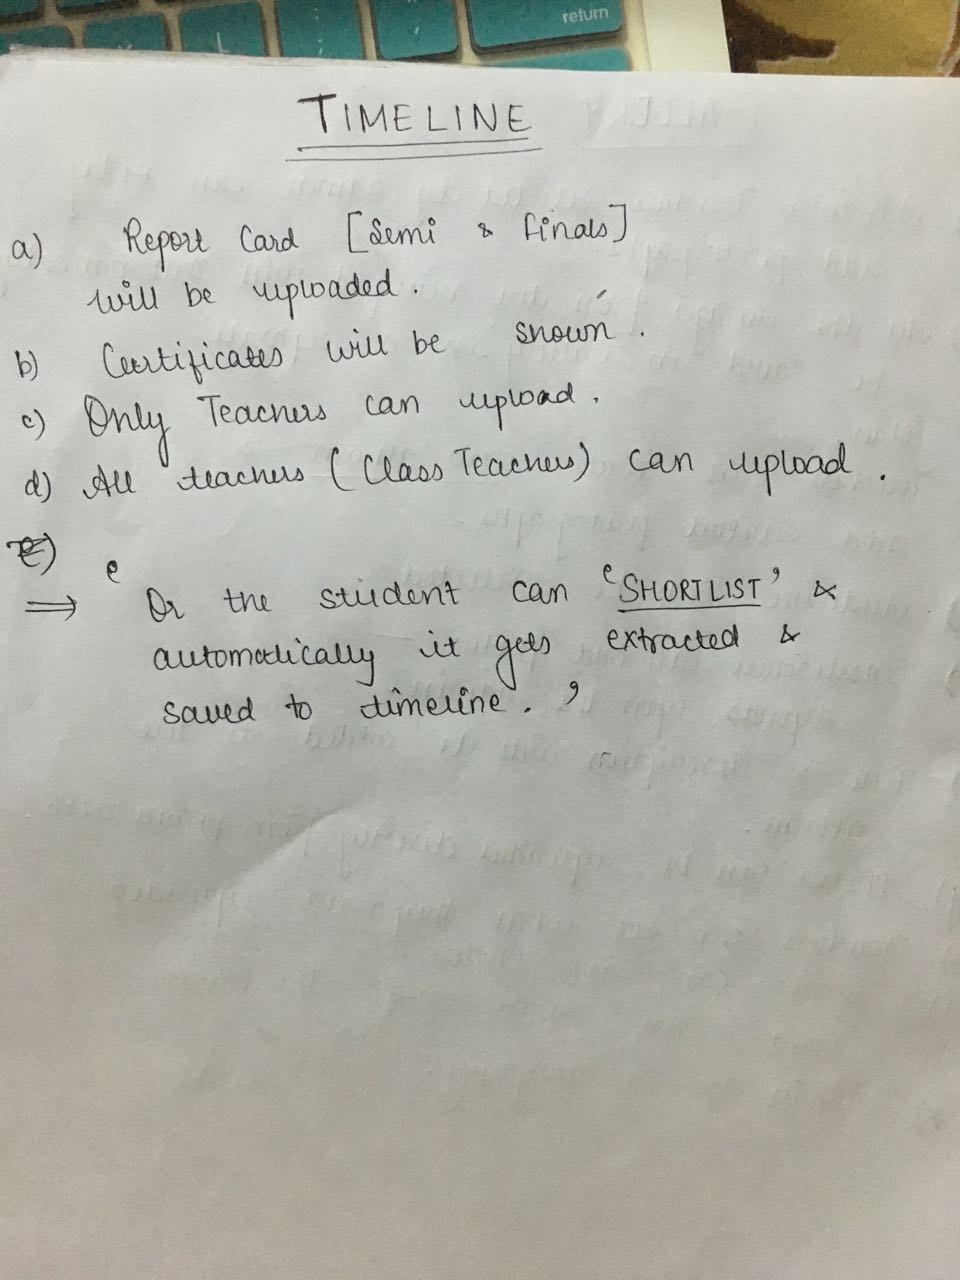 return
TIMELINE
a) Report Card [Semi & finals]
will be uploaded.
b) Certificates will be shown.
c) Only Teachers can upload.
d) All teachers (Class Teachers) can upload.
e)
⇒ ‘Or the student can ‘SHORTLIST’ &
automatically it gets extracted &
saved to timeline.’